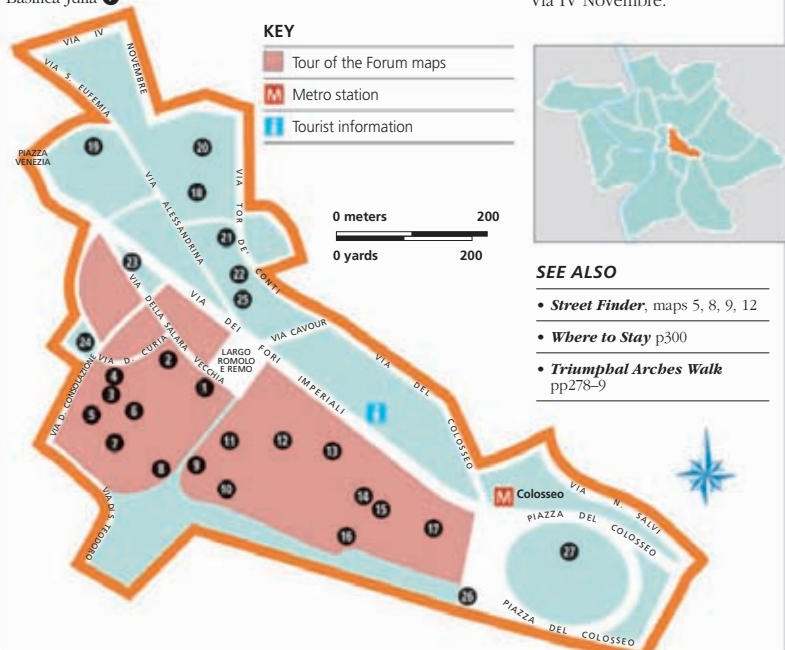 Basilica Julia
Via IV Novembre.
KEY
Tour of the Forum maps
M Metro station
i Tourist information
0 meters 200
0 yards 200
SEE ALSO
• Street Finder, maps 5, 8, 9, 12
• Where to Stay p300
• Triumphal Arches Walk
pp278–9
VIA IV
NOVEMBRE
VIA S. EUFEMIA
PIAZZA
VENEZIA
19
20
18
VIA ALESSANDRINA
VIA TOR DE' CONTI
21
22
25
23
VIA DELLA SALARA VECCHIA
VIA DEI FORI IMPERIALI
VIA CAVOUR
LARGO
ROMOLO
E REMO
24
VIA D. CURIA
VIA D. CONSOLAZIONE
2
1
4
3
5
6
7
8
9
10
11
12
13
14
15
16
17
VIA DI S. TEODORO
i
VIA DEL COLOSSEO
M Colosseo
VIA N. SALVI
PIAZZA DEL COLOSSEO
27
26
PIAZZA DEL COLOSSEO